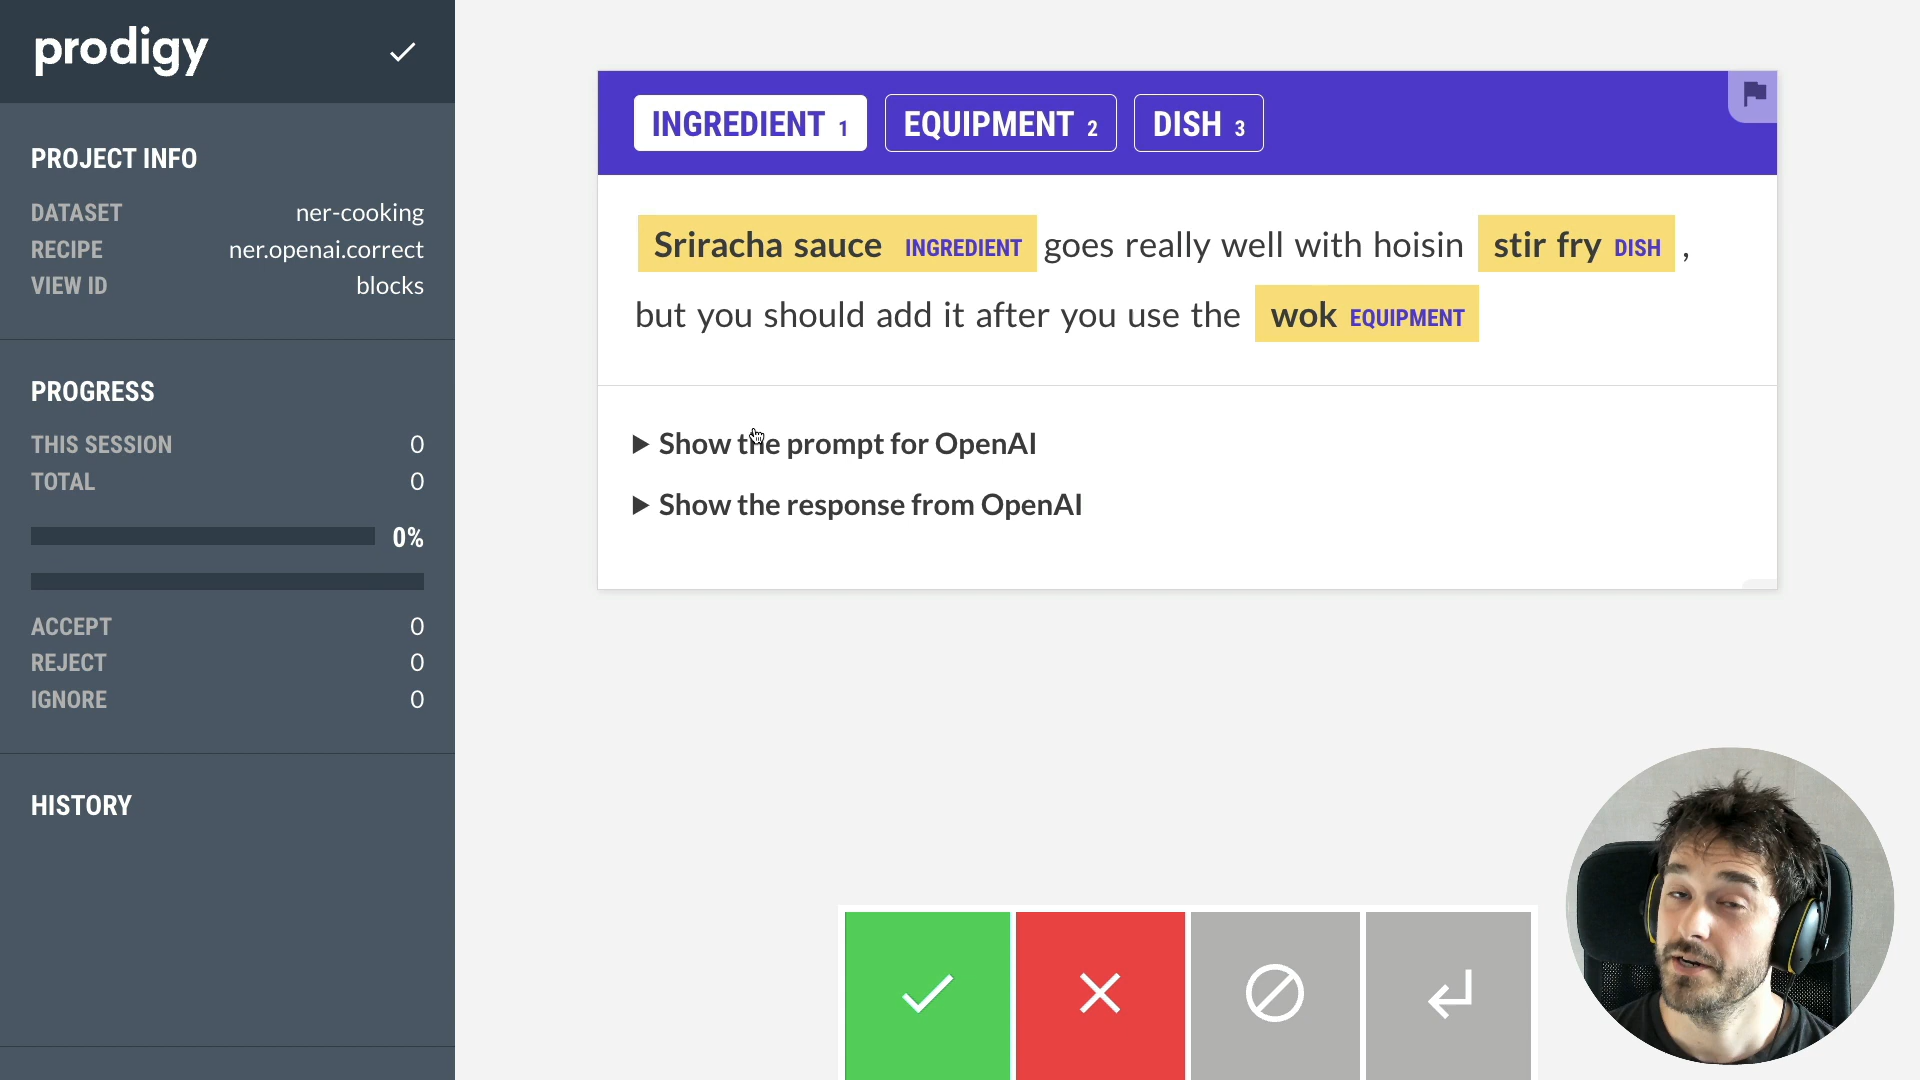 prodigy
PROJECT INFO
DATASET ner-cooking
RECIPE ner.openai.correct
VIEW ID blocks
PROGRESS
THIS SESSION 0
TOTAL 0
0%
ACCEPT 0
REJECT 0
IGNORE 0
HISTORY
INGREDIENT 1 EQUIPMENT 2 DISH 3
Sriracha sauce INGREDIENT goes really well with hoisin stir fry DISH ,
but you should add it after you use the wok EQUIPMENT
Show the prompt for OpenAI
Show the response from OpenAI